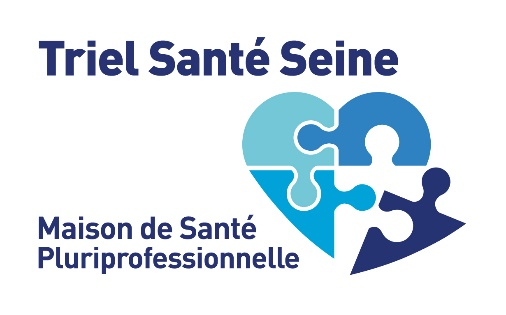 Triel Santé Seine
Maison de Santé
Pluriprofessionnelle